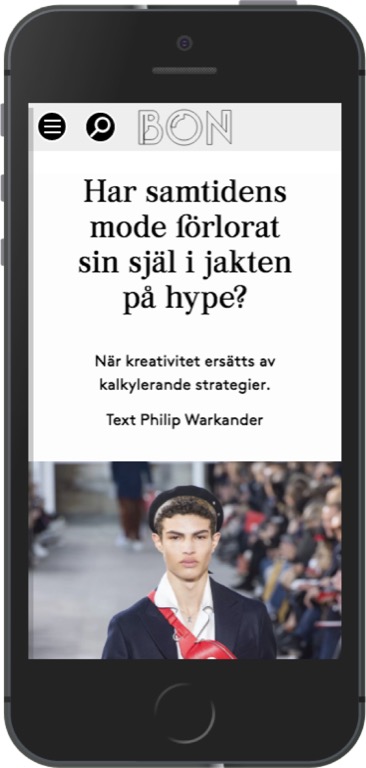 BON
Har samtidens
mode förlorat
sin själ i jakten
på hype?
När kreativitet ersätts av
kalkylerande strategier.
Text Philip Warkander